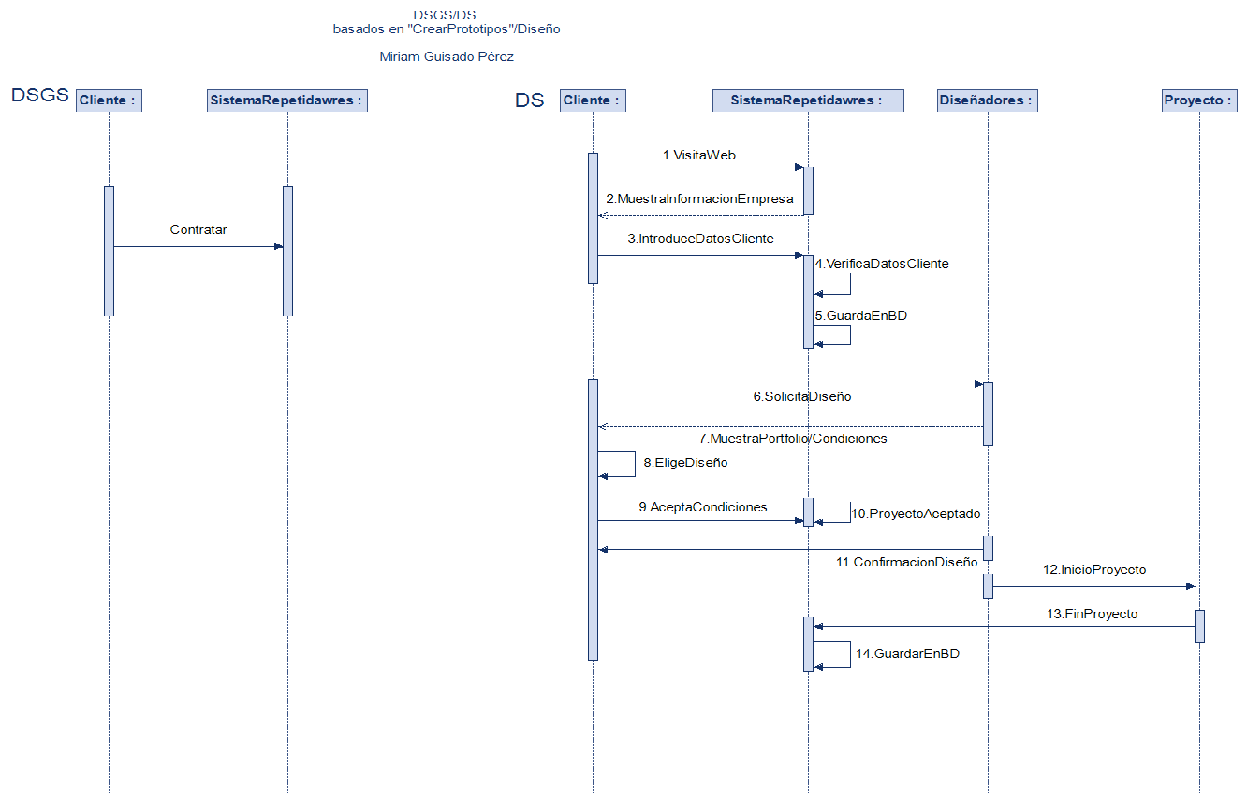 DSGS/DS
basados en "CrearPrototipos"/Diseño
Miriam Guisado Pérez
DSGS
Cliente :
SistemaRepetidawres :
DS
Cliente :
SistemaRepetidawres :
Diseñadores :
Proyecto :
Contratar
1.VisitaWeb
2.MuestraInformacionEmpresa
3.IntroduceDatosCliente
4.VerificaDatosCliente
5.GuardaEnBD
6.SolicitaDiseño
7.MuestraPortfolio/Condiciones
8.EligeDiseño
9.AceptaCondiciones
10.ProyectoAceptado
11.ConfirmacionDiseño
12.InicioProyecto
13.FinProyecto
14.GuardarEnBD